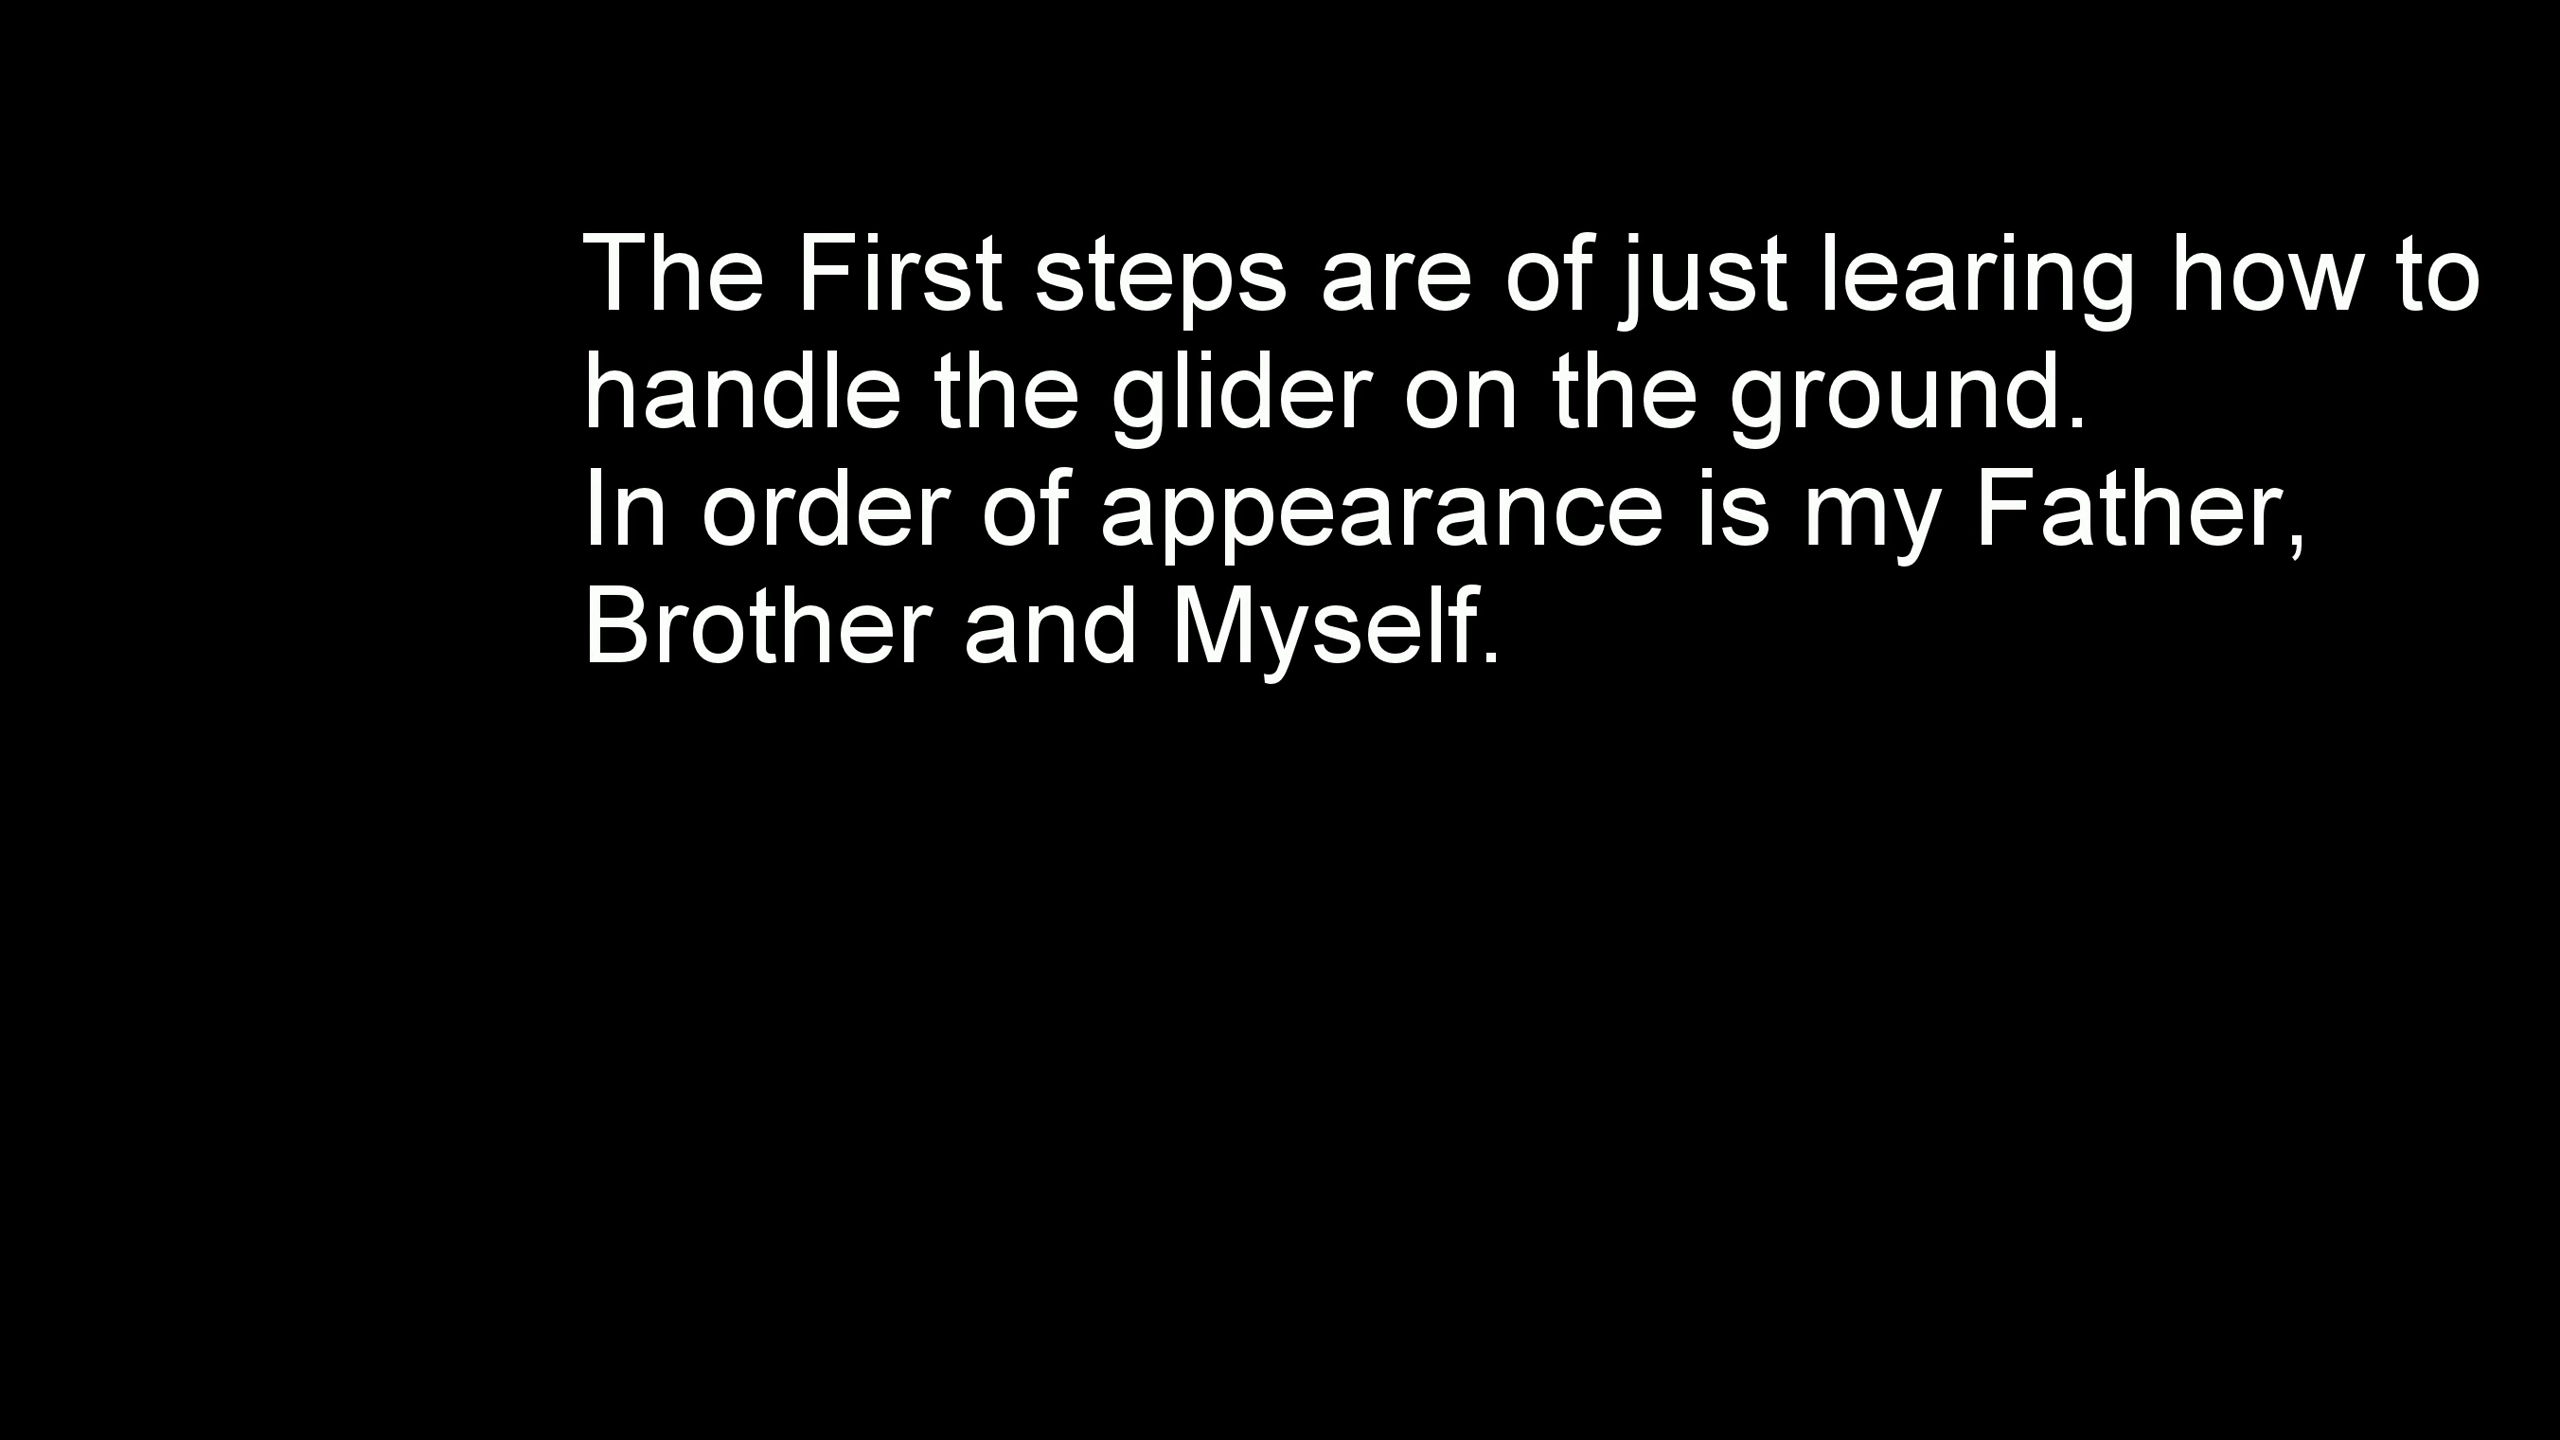 The First steps are of just learing how to
handle the glider on the ground.
In order of appearance is my Father,
Brother and Myself.